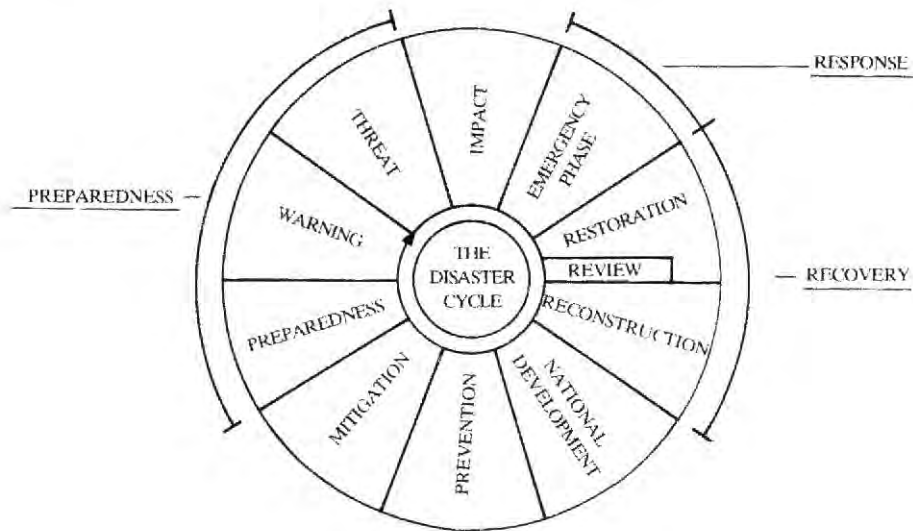 RESPONSE
IMPACT
THREAT
EMERGENCY
PHASE
PREPAREDNESS
WARNING
RESTORATION
THE
DISASTER
CYCLE
REVIEW
RECOVERY
PREPAREDNESS
RECONSTRUCTION
MITIGATION
PREVENTION
NATIONAL
DEVELOPMENT